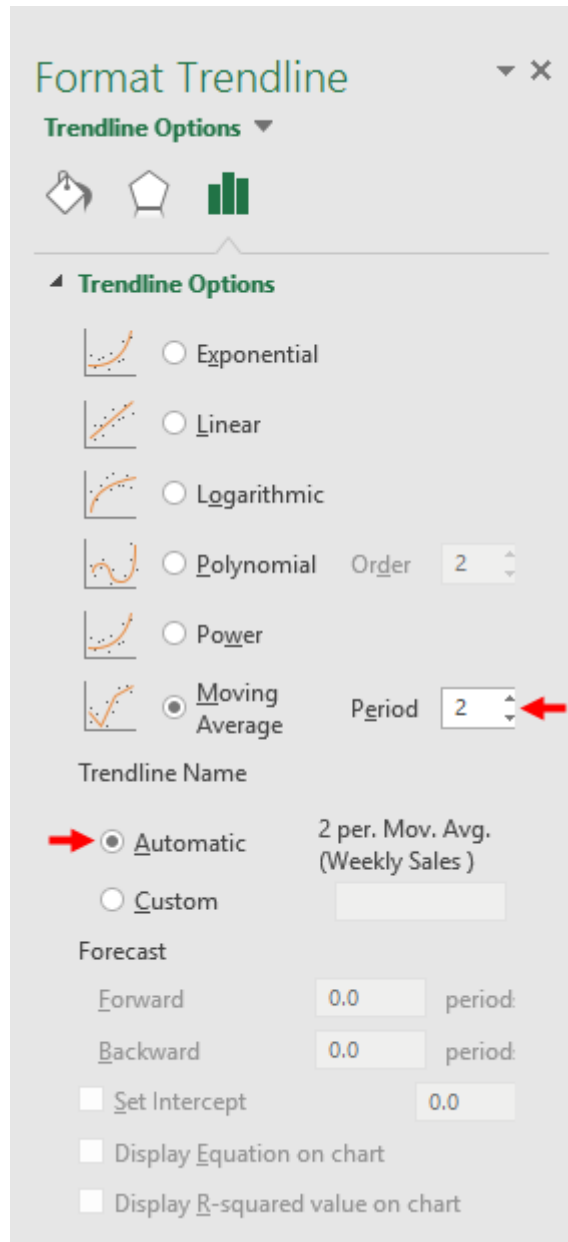 Format Trendline
Trendline Options
Trendline Options
Exponential
Linear
Logarithmic
Polynomial Order 2
Power
Moving
Average Period 2
Trendline Name
Automatic 2 per. Mov. Avg.
(Weekly Sales )
Custom
Forecast
Forward 0.0 period
Backward 0.0 period
Set Intercept 0.0
Display Equation on chart
Display R-squared value on chart